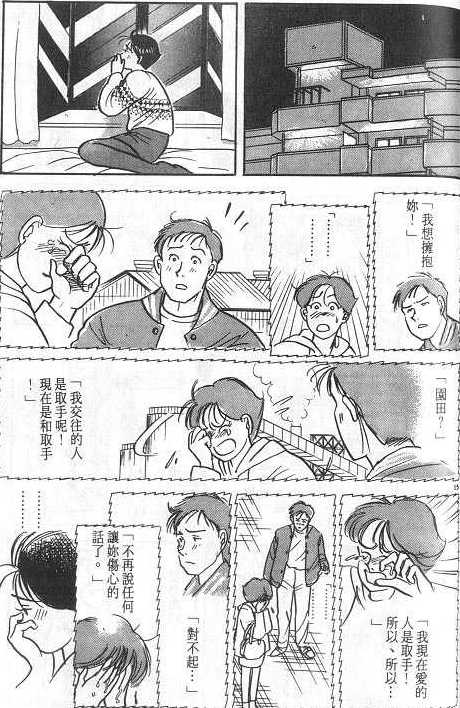 「我想擁抱
妳！」
………
………
「園田？」
「我交往的人
是取手呢！
現在是和取手
！」
「我現在愛的
人是取手！
所以、所以…
………
「對不起…」
「不再說任何
讓妳傷心的
話了。」
………